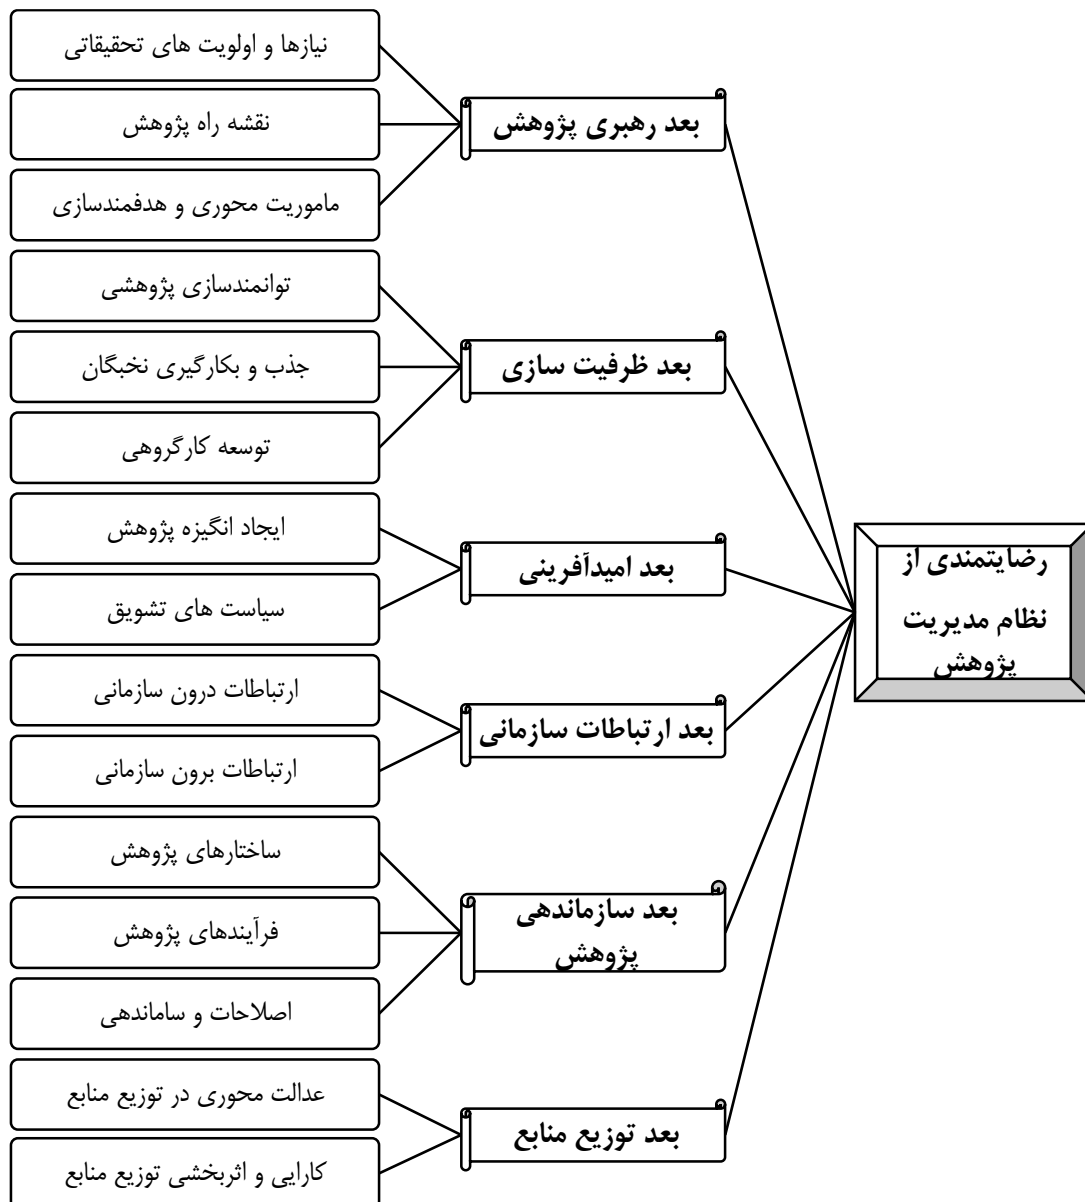 رضایتمندی از
نظام مدیریت
پژوهش
بعد رهبری پژوهش
نیازها و اولویت های تحقیقاتی
نقشه راه پژوهش
ماموریت محوری و هدفمندسازی
بعد ظرفیت سازی
توانمندسازی پژوهشی
جذب و بکارگیری نخبگان
توسعه کارگروهی
بعد امیدآفرینی
ایجاد انگیزه پژوهش
سیاست های تشویق
بعد ارتباطات سازمانی
ارتباطات درون سازمانی
ارتباطات برون سازمانی
بعد سازماندهی
پژوهش
ساختارهای پژوهش
فرآیندهای پژوهش
اصلاحات و ساماندهی
بعد توزیع منابع
عدالت محوری در توزیع منابع
کارایی و اثربخشی توزیع منابع